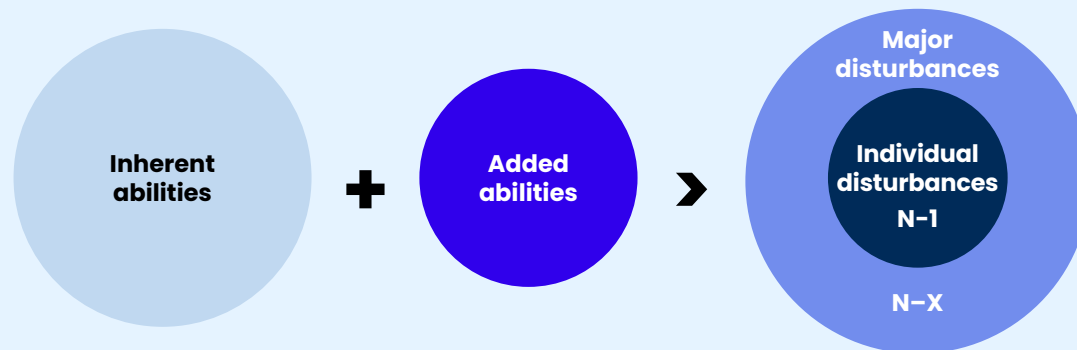 Inherent
abilities
+
Added
abilities
>
Major
disturbances
Individual
disturbances
N-1
N–X